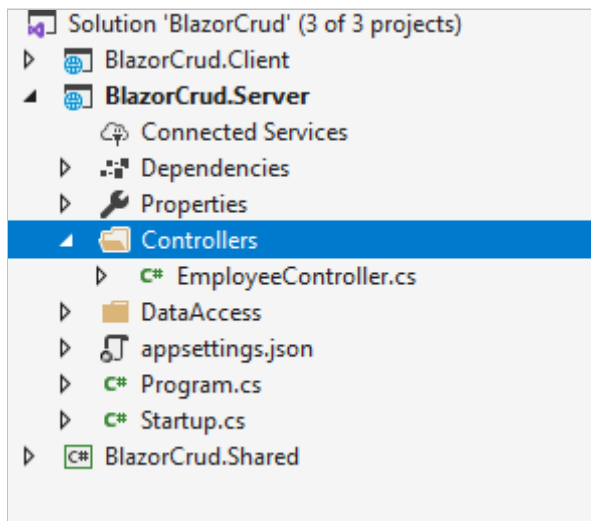 Solution 'BlazorCrud' (3 of 3 projects)
BlazorCrud.Client
BlazorCrud.Server
Connected Services
Dependencies
Properties
Controllers
C# EmployeeController.cs
DataAccess
appsettings.json
C# Program.cs
C# Startup.cs
C# BlazorCrud.Shared